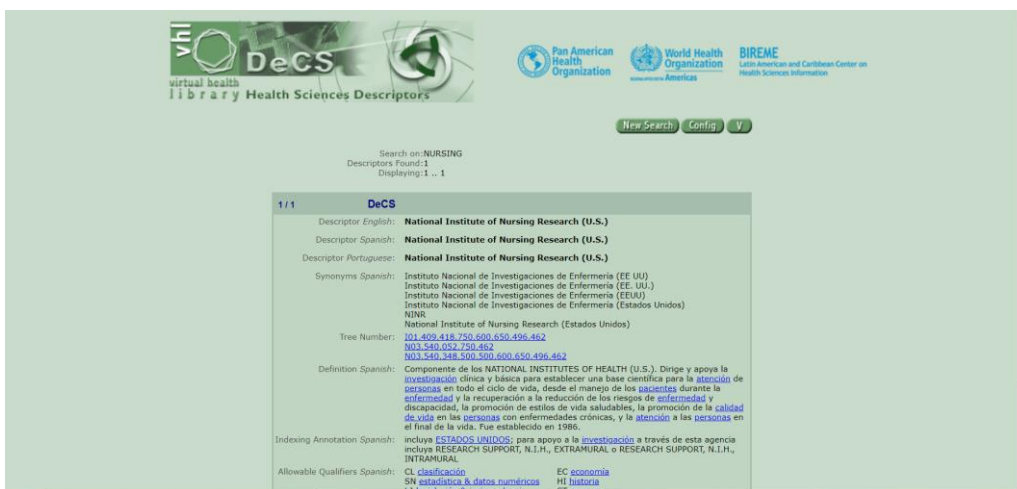 vhl
DeCS
virtual health
library Health Sciences Descriptors
Pan American
Health
Organization
World Health
Organization
Americas
BIREME
Latin American and Caribbean Center on
Health Sciences Information
New Search Config V
Search on:NURSING
Descriptors Found:1
Displaying:1 .. 1
1 / 1 DeCS
Descriptor English: National Institute of Nursing Research (U.S.)
Descriptor Spanish: National Institute of Nursing Research (U.S.)
Descriptor Portuguese: National Institute of Nursing Research (U.S.)
Synonyms Spanish: Instituto Nacional de Investigaciones de Enfermería (EE UU)
Instituto Nacional de Investigaciones de Enfermería (EE. UU.)
Instituto Nacional de Investigaciones de Enfermería (EEUU)
Instituto Nacional de Investigaciones de Enfermería (Estados Unidos)
NINR
National Institute of Nursing Research (Estados Unidos)
Tree Number: I01.409.418.750.600.650.496.462
N03.540.052.750.462
N03.540.348.500.500.600.650.496.462
Definition Spanish: Componente de los NATIONAL INSTITUTES OF HEALTH (U.S.). Dirige y apoya la
investigación clínica y básica para establecer una base científica para la atención de
personas en todo el ciclo de vida, desde el manejo de los pacientes durante la
enfermedad y la recuperación a la reducción de los riesgos de enfermedad y
discapacidad, la promoción de estilos de vida saludables, la promoción de la calidad
de vida en las personas con enfermedades crónicas, y la atención a las personas en
el final de la vida. Fue establecido en 1986.
Indexing Annotation Spanish: incluya ESTADOS UNIDOS; para apoyo a la investigación a través de esta agencia
incluya RESEARCH SUPPORT, N.I.H., EXTRAMURAL o RESEARCH SUPPORT, N.I.H.,
INTRAMURAL
Allowable Qualifiers Spanish: CL clasificación EC economía
SN estadística & datos numéricos HI historia